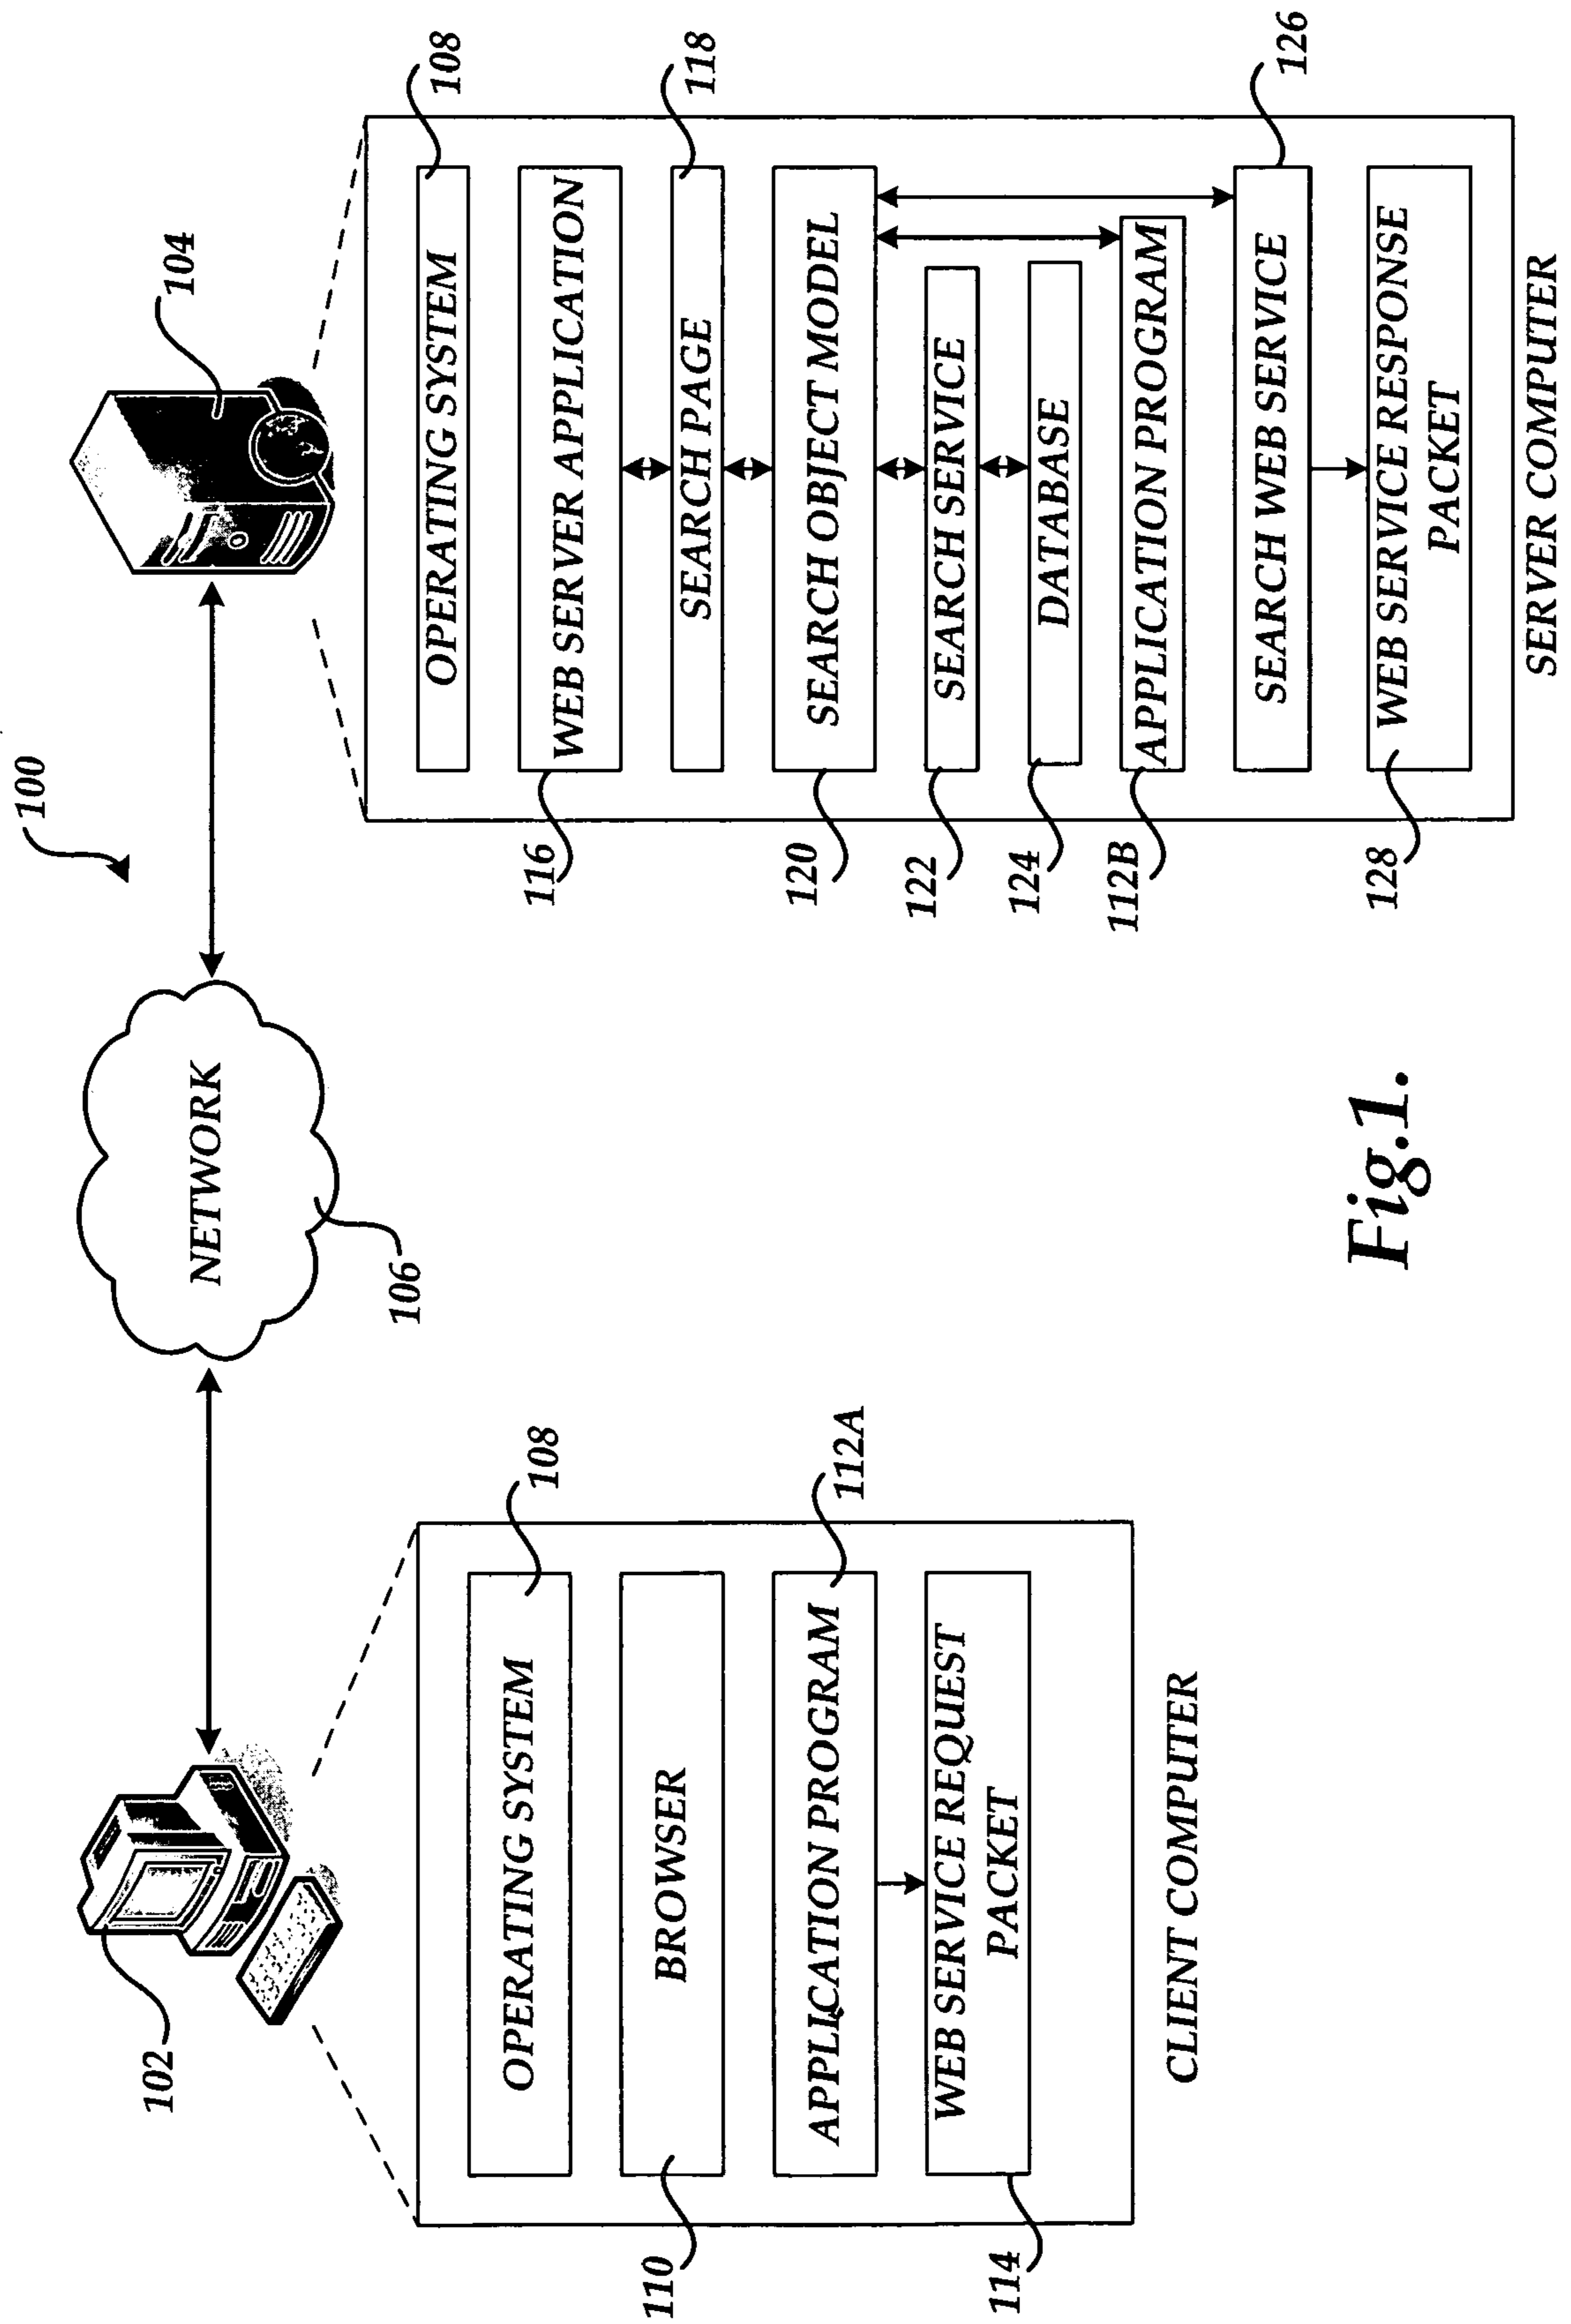 100
102
NETWORK
106
104
OPERATING SYSTEM
108
BROWSER
110
APPLICATION PROGRAM
112A
WEB SERVICE REQUEST
PACKET
114
CLIENT COMPUTER
OPERATING SYSTEM
108
WEB SERVER APPLICATION
116
SEARCH PAGE
118
SEARCH OBJECT MODEL
120
SEARCH SERVICE
122
DATABASE
124
APPLICATION PROGRAM
112B
SEARCH WEB SERVICE
126
WEB SERVICE RESPONSE
PACKET
128
SERVER COMPUTER
Fig.1.